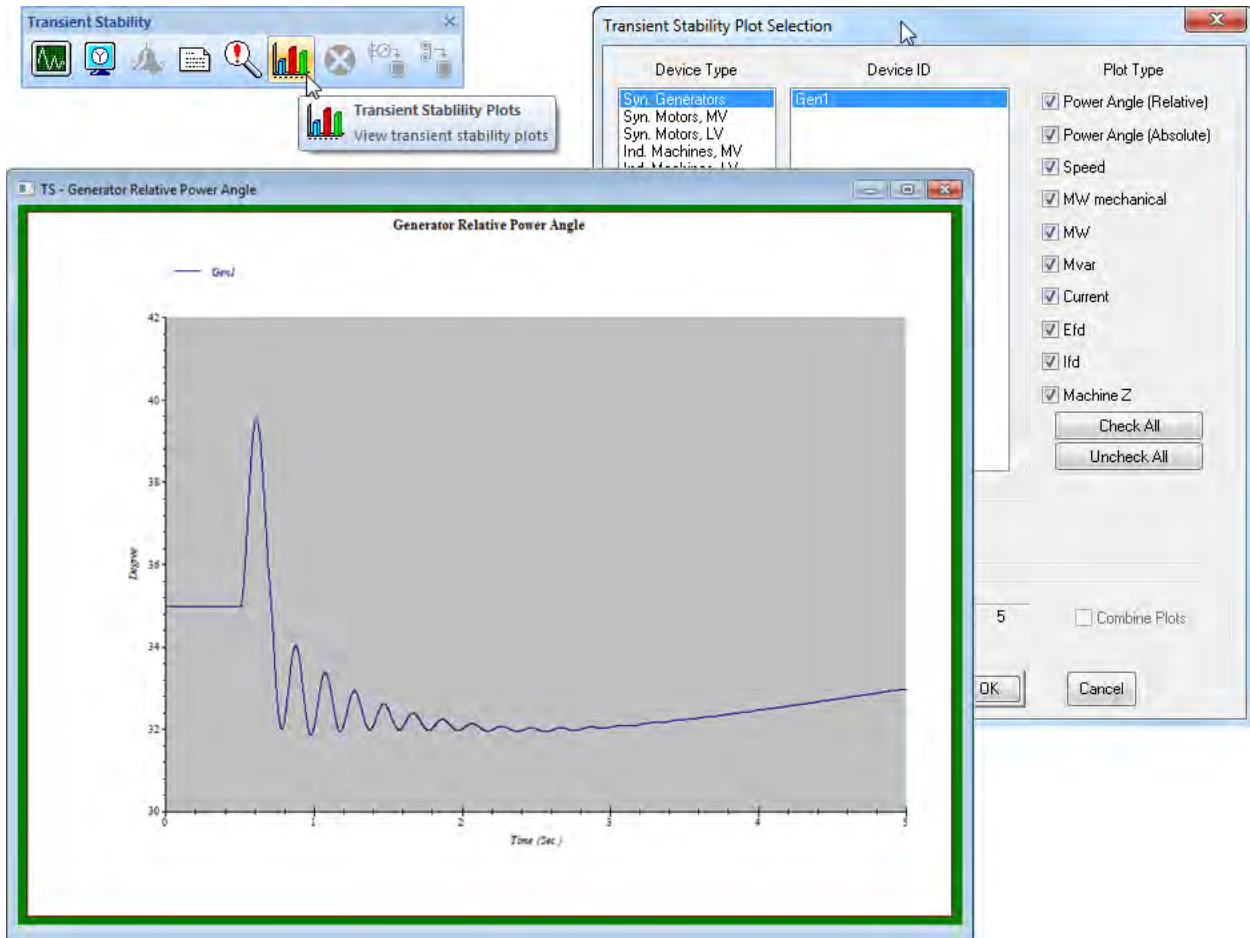 Transient Stability
Transient Stablility Plots
View transient stability plots
Transient Stability Plot Selection
Device Type
Device ID
Plot Type
Syn. Generators
Syn. Motors, MV
Syn. Motors, LV
Ind. Machines, MV
Ind. Machines, LV
Gen1
Power Angle (Relative)
Power Angle (Absolute)
Speed
MW mechanical
MW
Mvar
Current
Efd
Ifd
Machine Z
Check All
Uncheck All
5
Combine Plots
OK
Cancel
TS - Generator Relative Power Angle
Generator Relative Power Angle
Gen1
42
40
38
36
34
32
30
Degree
0 1 2 3 4 5
Time (Sec.)